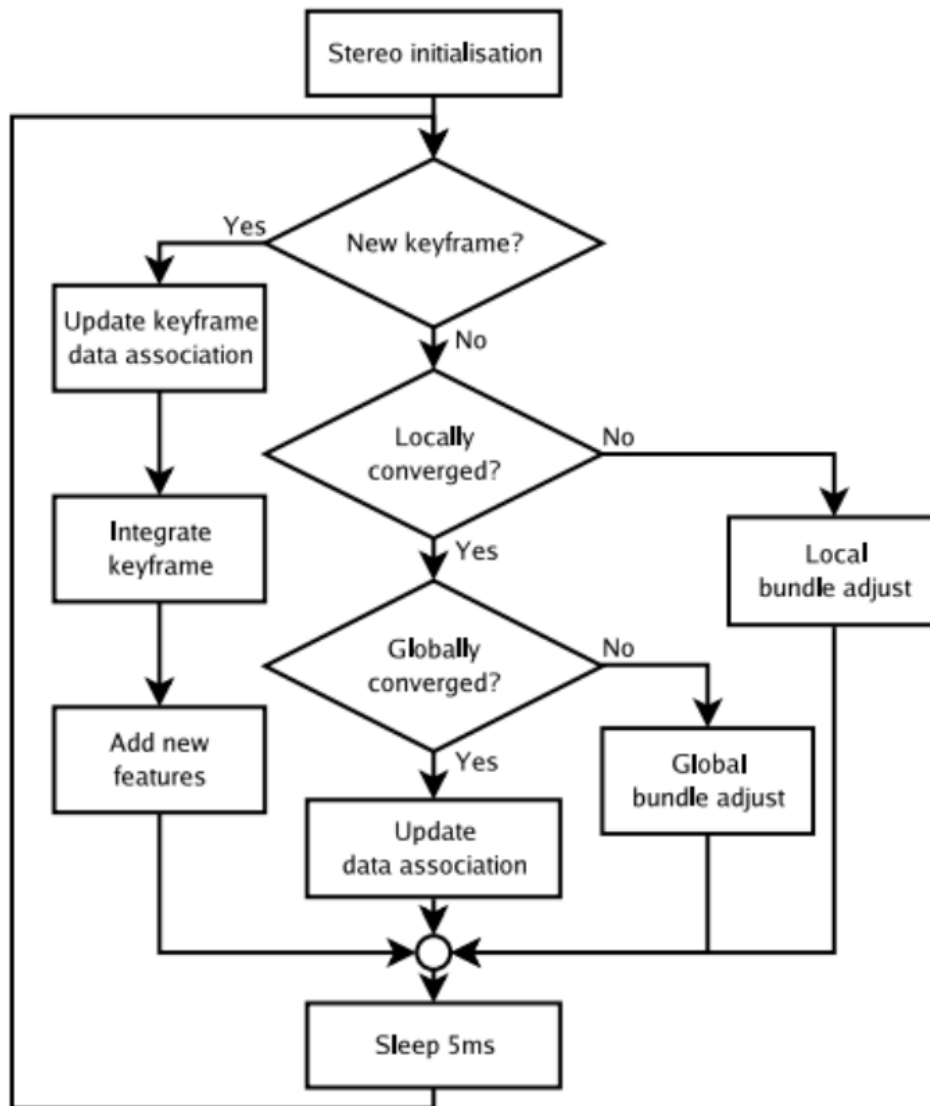 Stereo initialisation
New keyframe?
Yes
No
Update keyframe
data association
Locally
converged?
No
Yes
Integrate
keyframe
Local
bundle adjust
Globally
converged?
No
Yes
Add new
features
Global
bundle adjust
Update
data association
Sleep 5ms